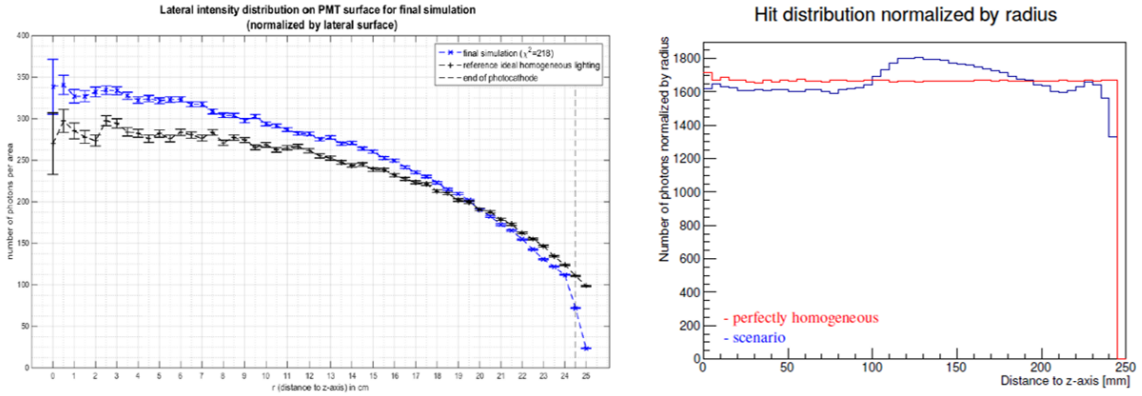 Lateral intensity distribution on PMT surface for final simulation
(normalized by lateral surface)
number of photons per area
400
350
300
250
200
150
100
50
0
final simulation (χ²=218)
reference ideal homogeneous lighting
end of photocathode
0 1 2 3 4 5 6 7 8 9 10 11 12 13 14 15 16 17 18 19 20 21 22 23 24 25
r (distance to z-axis) in cm
Hit distribution normalized by radius
Number of photons normalized by radius
1800
1600
1400
1200
1000
800
600
400
200
0
- perfectly homogeneous
- scenario
0 50 100 150 200 250
Distance to z-axis [mm]